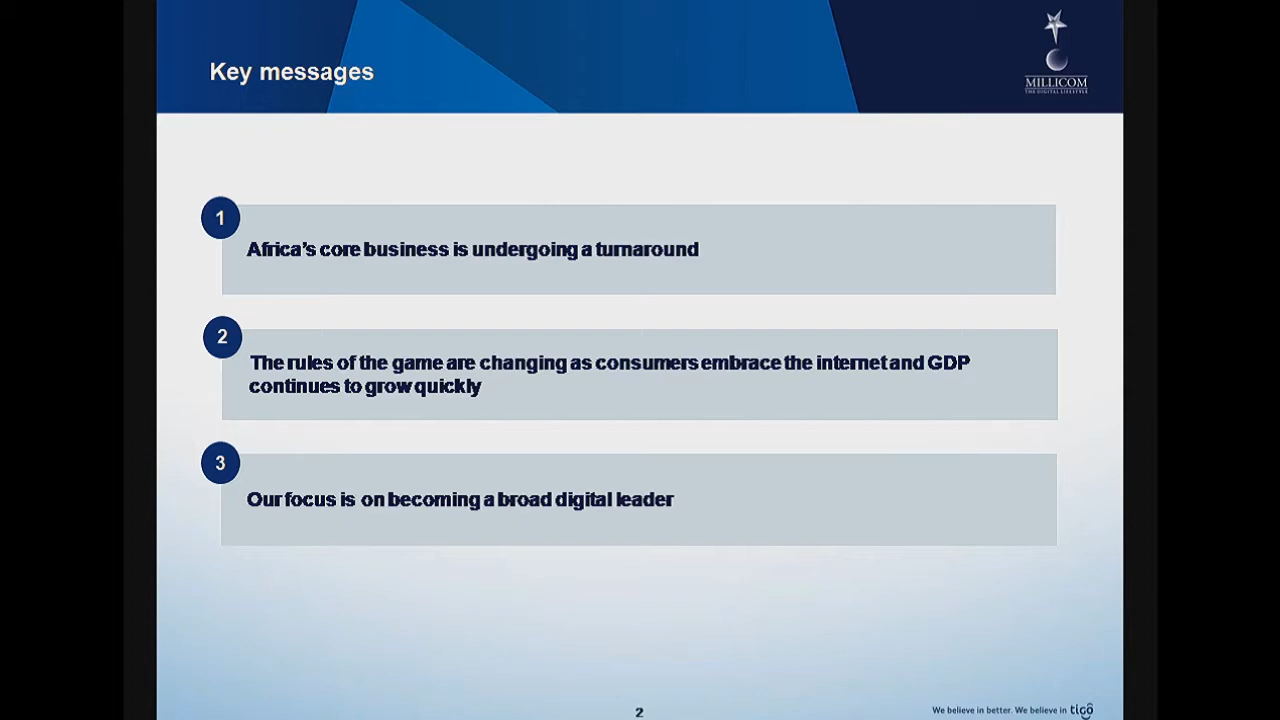 Key messages
MILLICOM
THE DIGITAL LIFESTYLE
1
Africa's core business is undergoing a turnaround
2
The rules of the game are changing as consumers embrace the internet and GDP
continues to grow quickly
3
Our focus is on becoming a broad digital leader
2
We believe in better. We believe in tigo